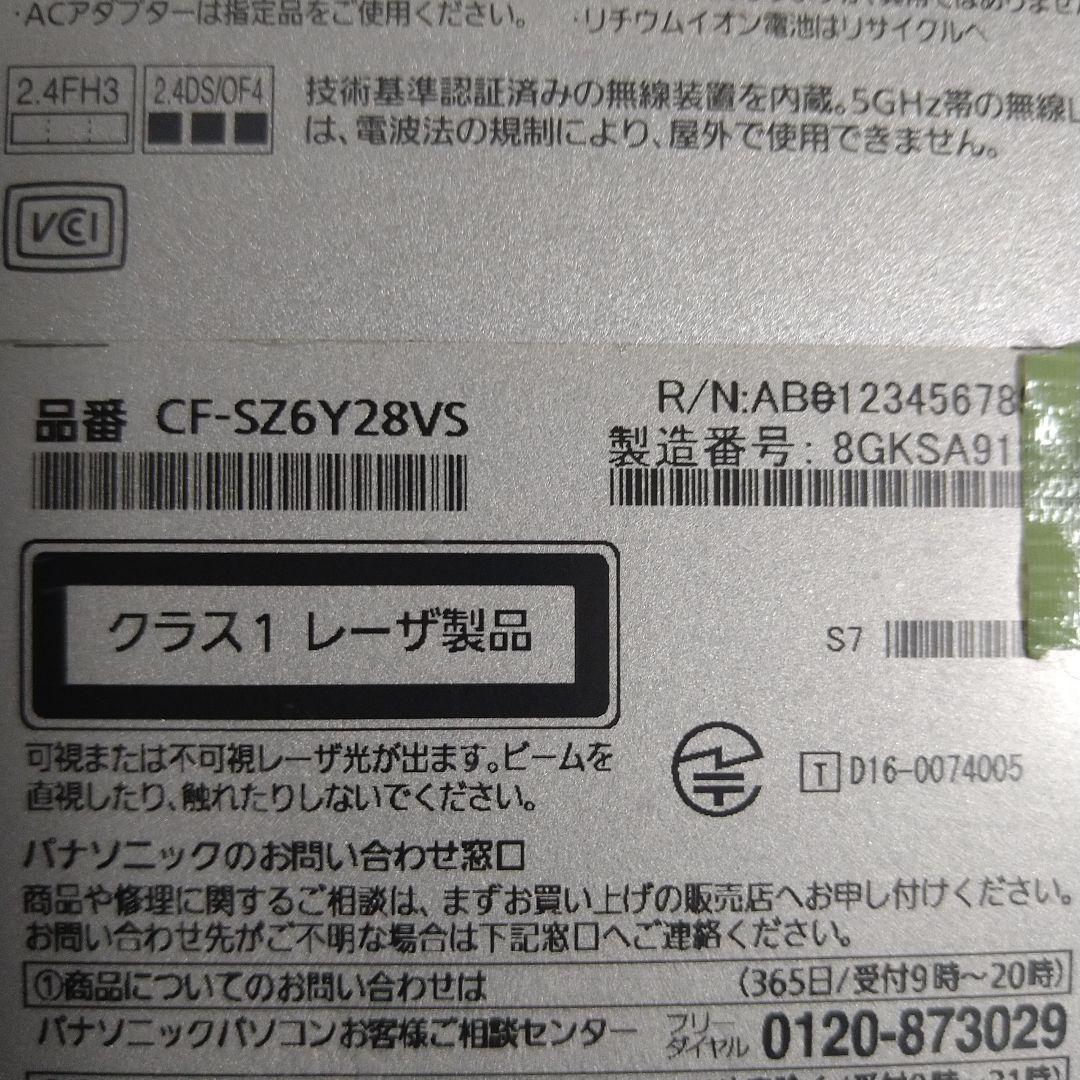 ・ACアダプターは指定品をご使用ください。 ・リチウムイオン電池はリサイクルへ
2.4FH3 2.4DS/OF4 技術基準認証済みの無線装置を内蔵。5GHz帯の無線L
は、電波法の規制により、屋外で使用できません。
VCCI
品番 CF-SZ6Y28VS
R/N:AB012345678
製造番号: 8GKSA91
クラス1 レーザ製品
S7
可視または不可視レーザ光が出ます。ビームを
直視したり、触れたりしないでください。
T D16-0074005
パナソニックのお問い合わせ窓口
商品や修理に関するご相談は、まずお買い上げの販売店へお申し付けください。
お問い合わせ先がご不明な場合は下記窓口へご連絡ください。
①商品についてのお問い合わせは (365日/受付9時～20時)
パナソニックパソコンお客様ご相談センター フリーダイヤル 0120-873029